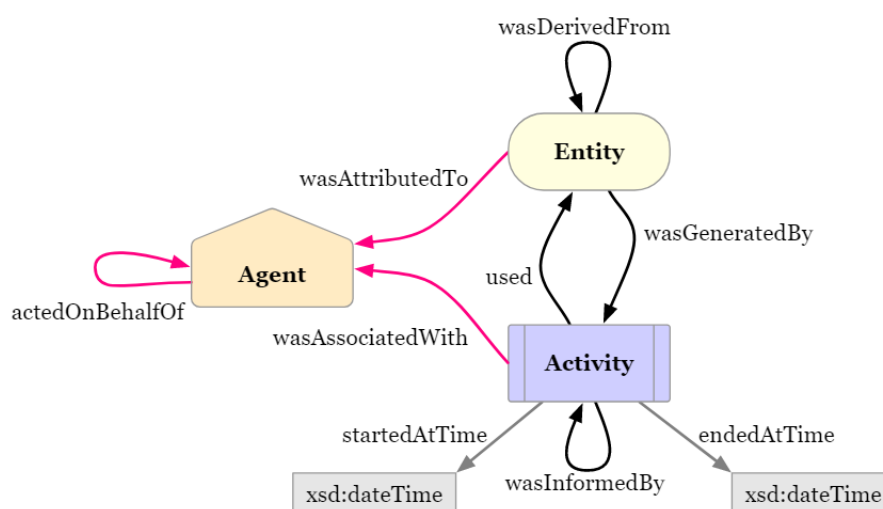 wasDerivedFrom
Entity
wasAttributedTo
wasGeneratedBy
Agent
used
actedOnBehalfOf
wasAssociatedWith
Activity
startedAtTime
endedAtTime
wasInformedBy
xsd:dateTime
xsd:dateTime